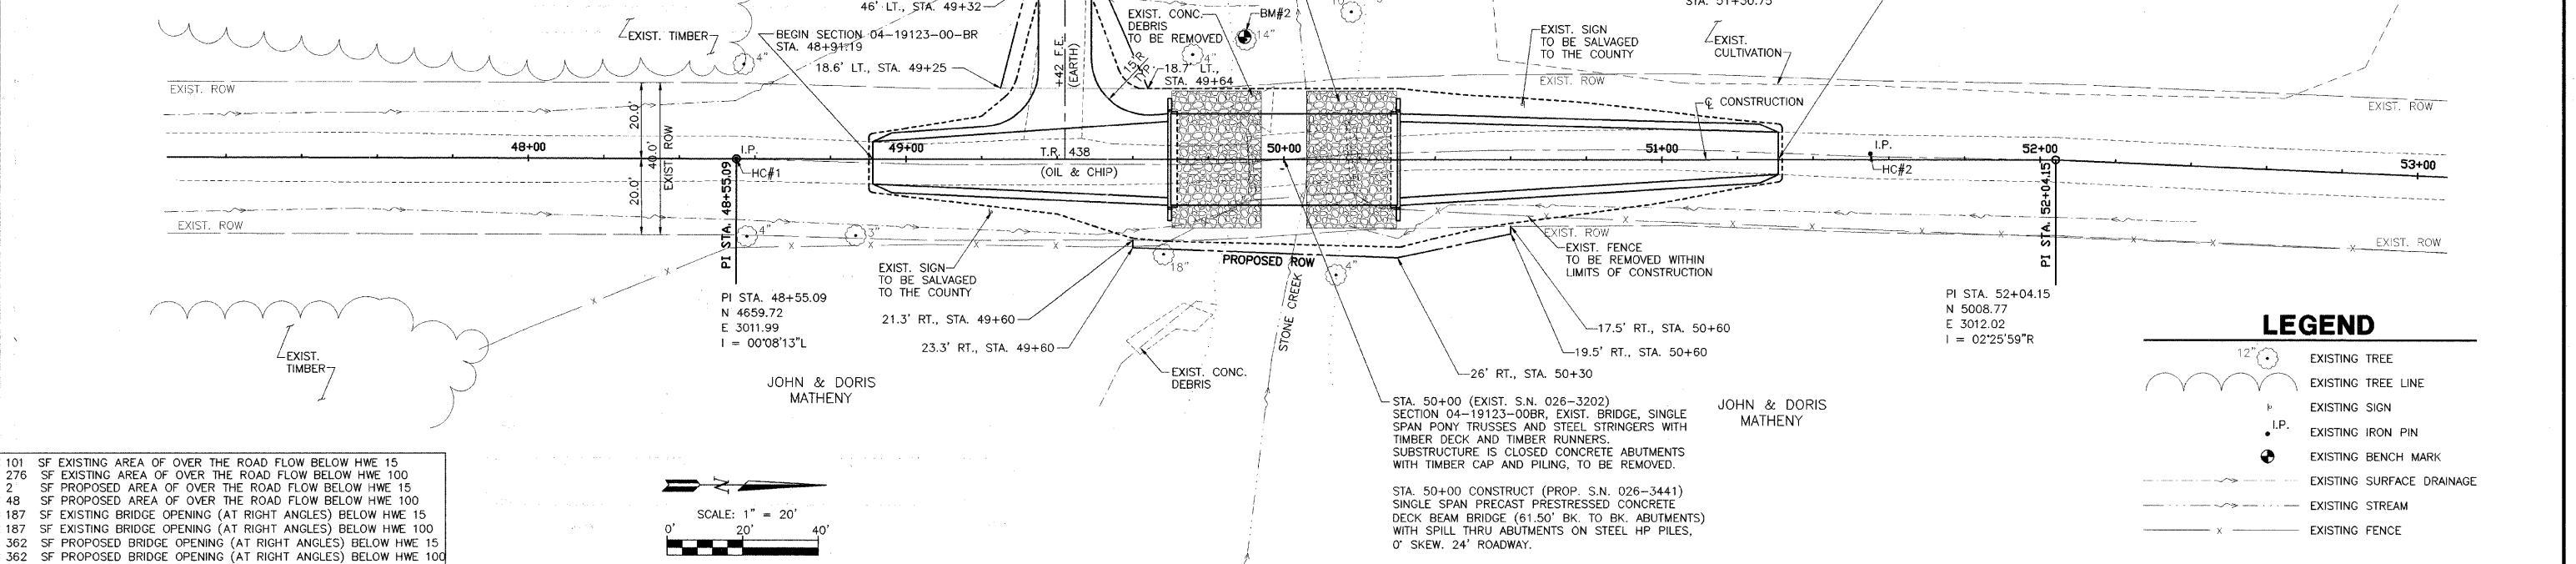 46' LT., STA. 49+32
EXIST. TIMBER
BEGIN SECTION 04-19123-00-BR
STA. 48+91.19
18.6' LT., STA. 49+25
4"
+42 F.E.
(EARTH)
EXIST. CONC.
DEBRIS
TO BE REMOVED
BM#2
14"
4"
15'R.
TYP.
18.7' LT.,
STA. 49+64
EXIST. SIGN
TO BE SALVAGED
TO THE COUNTY
STA. 51+30.75
EXIST.
CULTIVATION
EXIST. ROW
EXIST. ROW
EXIST. ROW
℄ CONSTRUCTION
20.0'
40.0'
EXIST. ROW
20.0'
48+00
I.P.
HC#1
49+00
T.R. 438
(OIL & CHIP)
50+00
51+00
I.P.
HC#2
52+00
53+00
PI STA. 48+55.09
PI STA. 52+04.15
EXIST. ROW
4"
3"
18"
4"
EXIST. ROW
EXIST. ROW
PROPOSED ROW
STONE CREEK
EXIST. SIGN
TO BE SALVAGED
TO THE COUNTY
EXIST. FENCE
TO BE REMOVED WITHIN
LIMITS OF CONSTRUCTION
PI STA. 48+55.09
N 4659.72
E 3011.99
I = 00°08'13"L
21.3' RT., STA. 49+60
23.3' RT., STA. 49+60
17.5' RT., STA. 50+60
19.5' RT., STA. 50+60
26' RT., STA. 50+30
PI STA. 52+04.15
N 5008.77
E 3012.02
I = 02°25'59"R
EXIST.
TIMBER
JOHN & DORIS
MATHENY
EXIST. CONC.
DEBRIS
STA. 50+00 (EXIST. S.N. 026-3202)
SECTION 04-19123-00BR, EXIST. BRIDGE, SINGLE
SPAN PONY TRUSSES AND STEEL STRINGERS WITH
TIMBER DECK AND TIMBER RUNNERS.
SUBSTRUCTURE IS CLOSED CONCRETE ABUTMENTS
WITH TIMBER CAP AND PILING, TO BE REMOVED.
STA. 50+00 CONSTRUCT (PROP. S.N. 026-3441)
SINGLE SPAN PRECAST PRESTRESSED CONCRETE
DECK BEAM BRIDGE (61.50' BK. TO BK. ABUTMENTS)
WITH SPILL THRU ABUTMENTS ON STEEL HP PILES,
0° SKEW. 24' ROADWAY.
JOHN & DORIS
MATHENY
LEGEND
12" EXISTING TREE
EXISTING TREE LINE
EXISTING SIGN
I.P. EXISTING IRON PIN
EXISTING BENCH MARK
EXISTING SURFACE DRAINAGE
EXISTING STREAM
EXISTING FENCE
101 SF EXISTING AREA OF OVER THE ROAD FLOW BELOW HWE 15
276 SF EXISTING AREA OF OVER THE ROAD FLOW BELOW HWE 100
2 SF PROPOSED AREA OF OVER THE ROAD FLOW BELOW HWE 15
48 SF PROPOSED AREA OF OVER THE ROAD FLOW BELOW HWE 100
187 SF EXISTING BRIDGE OPENING (AT RIGHT ANGLES) BELOW HWE 15
187 SF EXISTING BRIDGE OPENING (AT RIGHT ANGLES) BELOW HWE 100
362 SF PROPOSED BRIDGE OPENING (AT RIGHT ANGLES) BELOW HWE 15
362 SF PROPOSED BRIDGE OPENING (AT RIGHT ANGLES) BELOW HWE 100
N
SCALE: 1" = 20'
0' 20' 40'